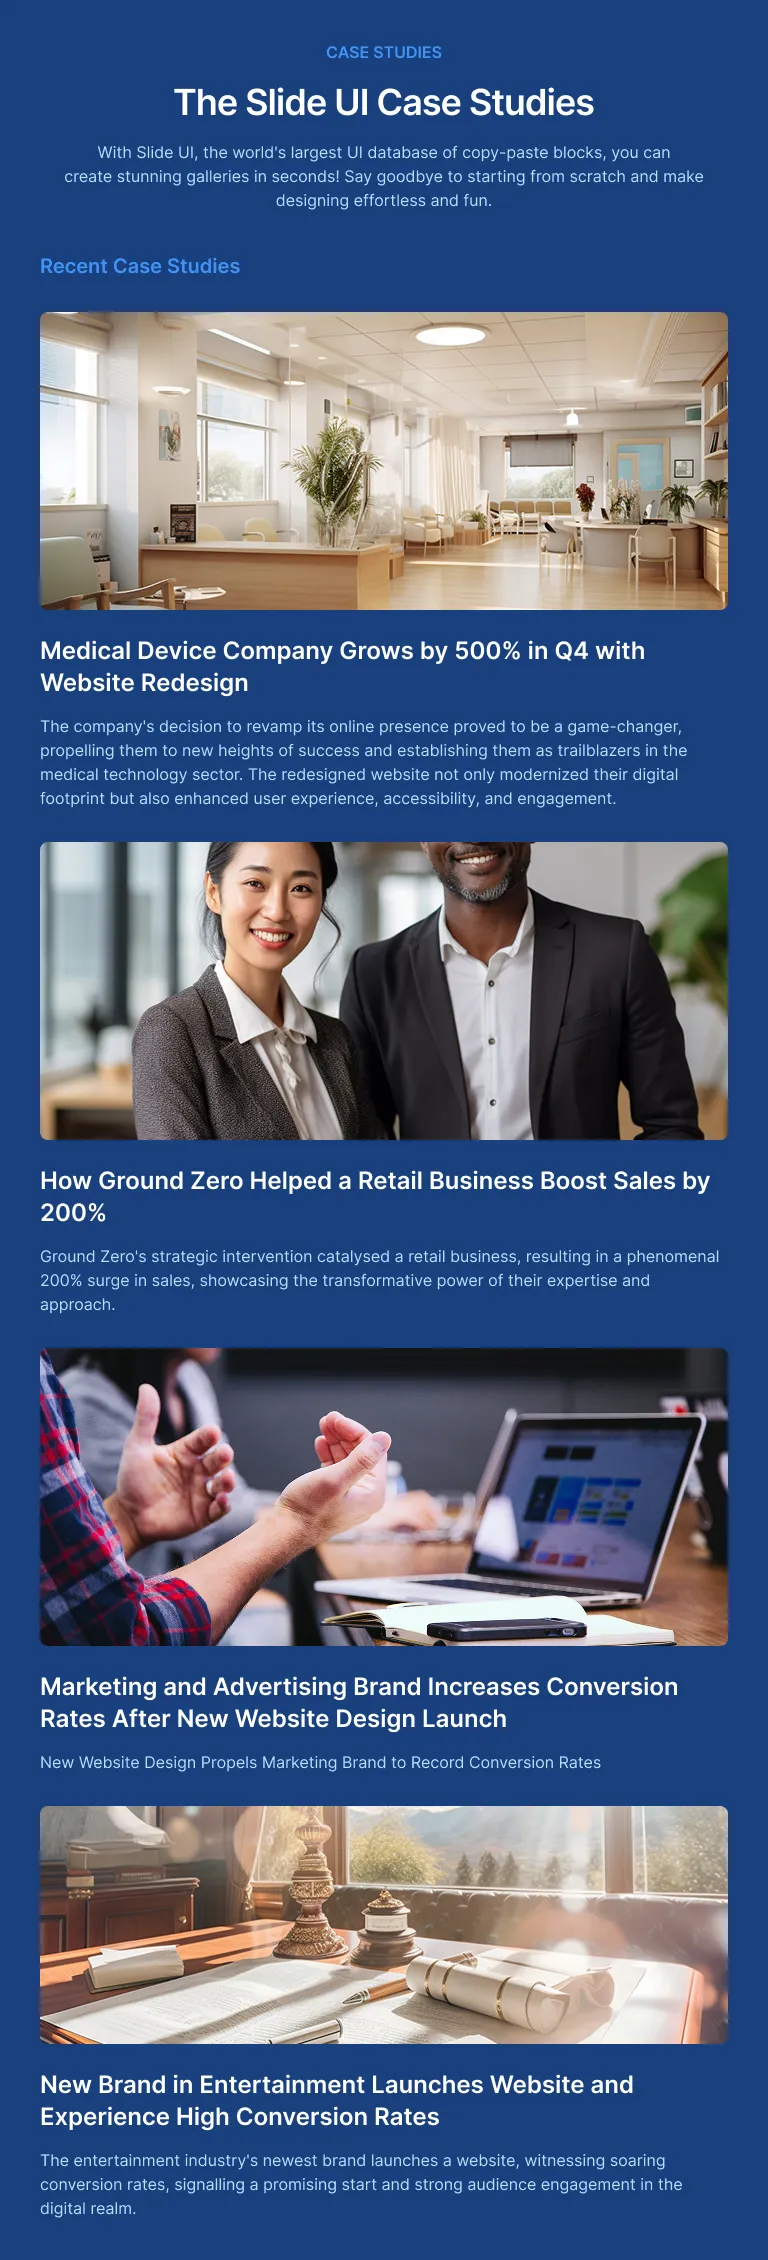 CASE STUDIES
The Slide UI Case Studies
With Slide UI, the world's largest UI database of copy-paste blocks, you can
create stunning galleries in seconds! Say goodbye to starting from scratch and make
designing effortless and fun.
Recent Case Studies
Medical Device Company Grows by 500% in Q4 with
Website Redesign
The company's decision to revamp its online presence proved to be a game-changer,
propelling them to new heights of success and establishing them as trailblazers in the
medical technology sector. The redesigned website not only modernized their digital
footprint but also enhanced user experience, accessibility, and engagement.
How Ground Zero Helped a Retail Business Boost Sales by
200%
Ground Zero's strategic intervention catalysed a retail business, resulting in a phenomenal
200% surge in sales, showcasing the transformative power of their expertise and
approach.
Marketing and Advertising Brand Increases Conversion
Rates After New Website Design Launch
New Website Design Propels Marketing Brand to Record Conversion Rates
New Brand in Entertainment Launches Website and
Experience High Conversion Rates
The entertainment industry's newest brand launches a website, witnessing soaring
conversion rates, signalling a promising start and strong audience engagement in the
digital realm.